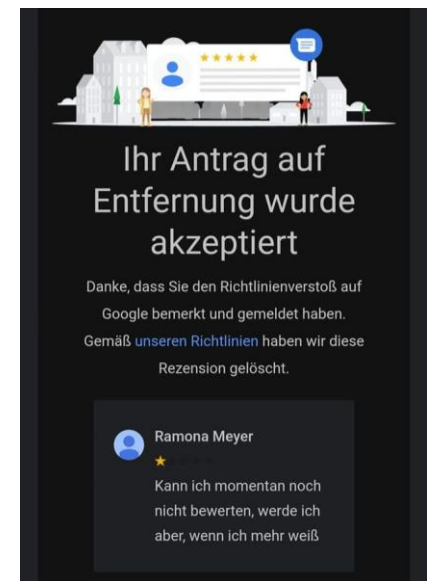 Ihr Antrag auf
Entfernung wurde
akzeptiert
Danke, dass Sie den Richtlinienverstoß auf
Google bemerkt und gemeldet haben.
Gemäß unseren Richtlinien haben wir diese
Rezension gelöscht.
Ramona Meyer
Kann ich momentan noch
nicht bewerten, werde ich
aber, wenn ich mehr weiß